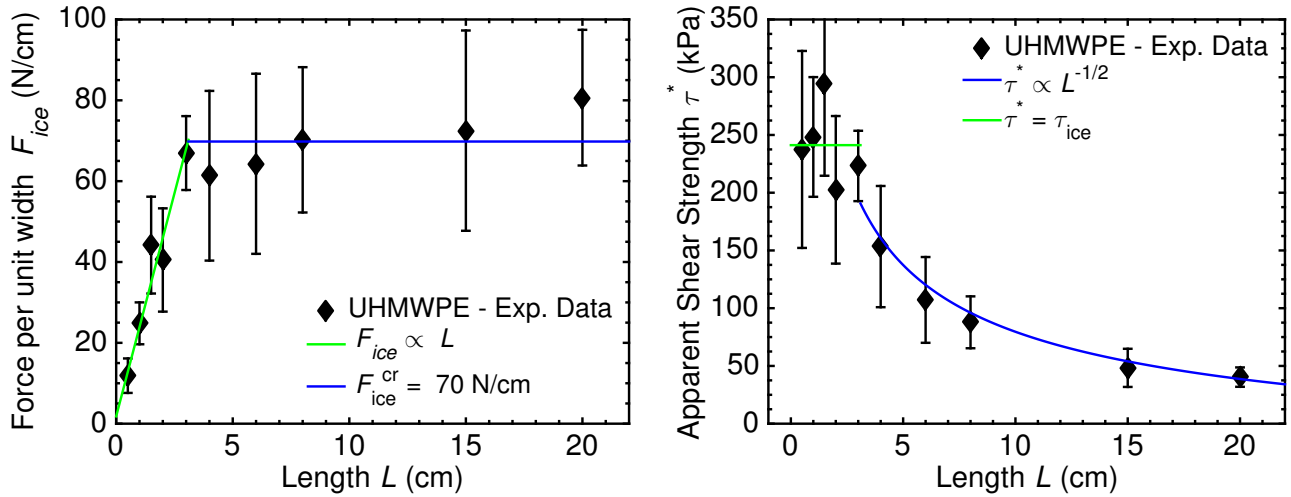 Force per unit width F_ice (N/cm)
100
80
60
40
20
0
UHMWPE - Exp. Data
F_ice ∝ L
F_ice^cr = 70 N/cm
0 5 10 15 20
Length L (cm)
Apparent Shear Strength τ* (kPa)
350
300
250
200
150
100
50
0
UHMWPE - Exp. Data
τ* ∝ L^-1/2
τ* = τ_ice
0 5 10 15 20
Length L (cm)